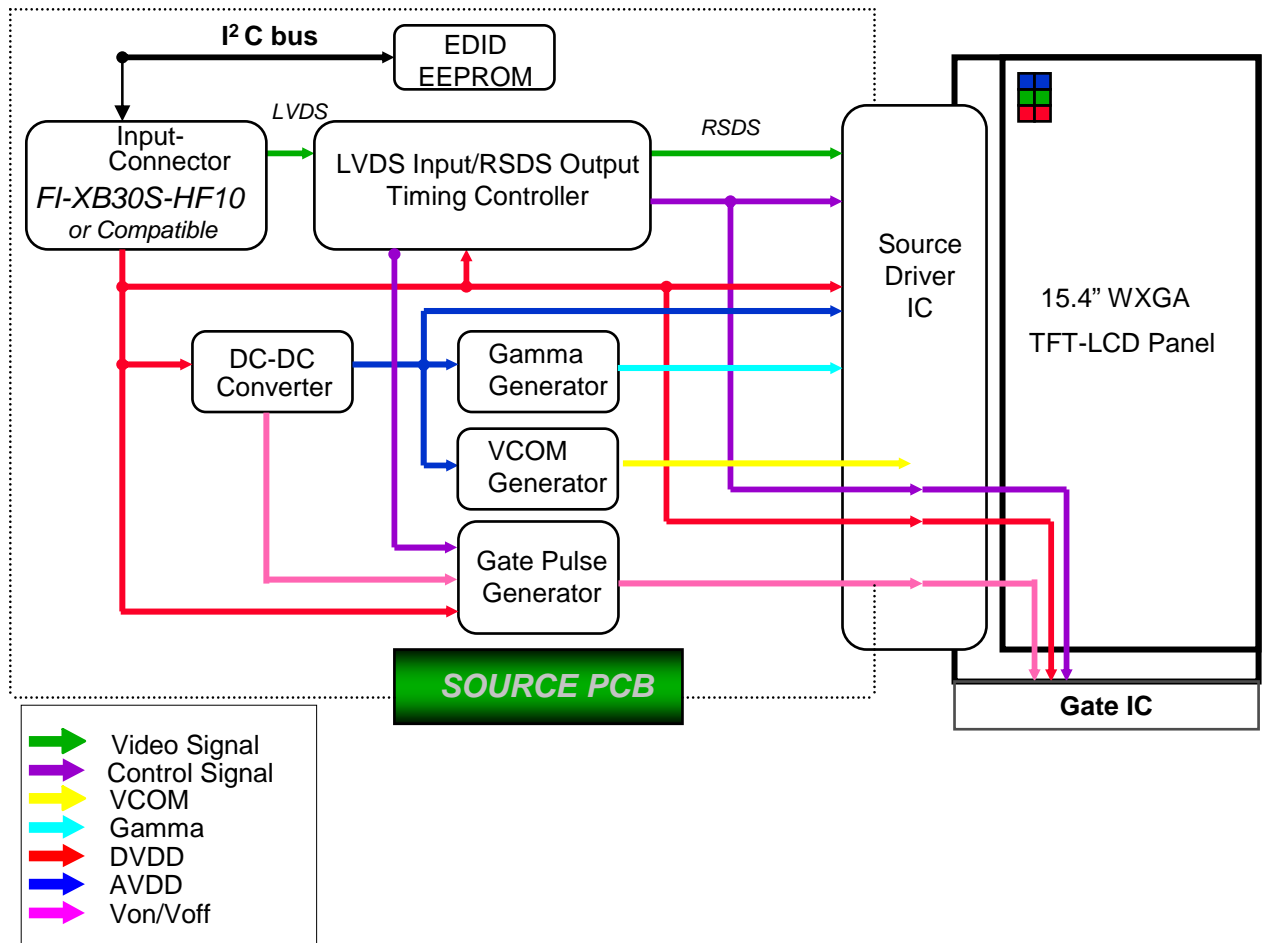 I² C bus
EDID
EEPROM
LVDS
RSDS
Input-
Connector
FI-XB30S-HF10
or Compatible
LVDS Input/RSDS Output
Timing Controller
Source
Driver
IC
15.4” WXGA
TFT-LCD Panel
DC-DC
Converter
Gamma
Generator
VCOM
Generator
Gate Pulse
Generator
SOURCE PCB
Gate IC
Video Signal
Control Signal
VCOM
Gamma
DVDD
AVDD
Von/Voff